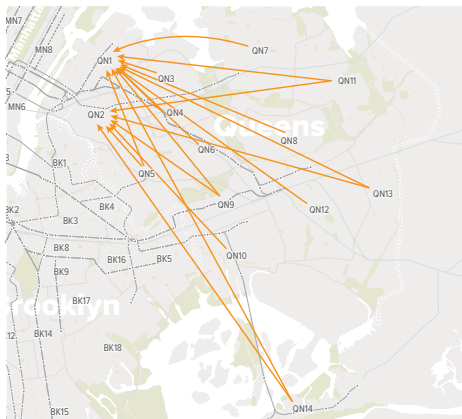 MN7
MN8
QN1
QN7
QN3
QN11
MN6
QN2
QN4
Queens
QN8
QN6
BK1
QN5
QN13
QN9
BK4
QN12
BK2
BK3
BK8
QN10
BK16
BK5
BK9
BK17
rooklyn
BK14
BK18
QN14
BK15